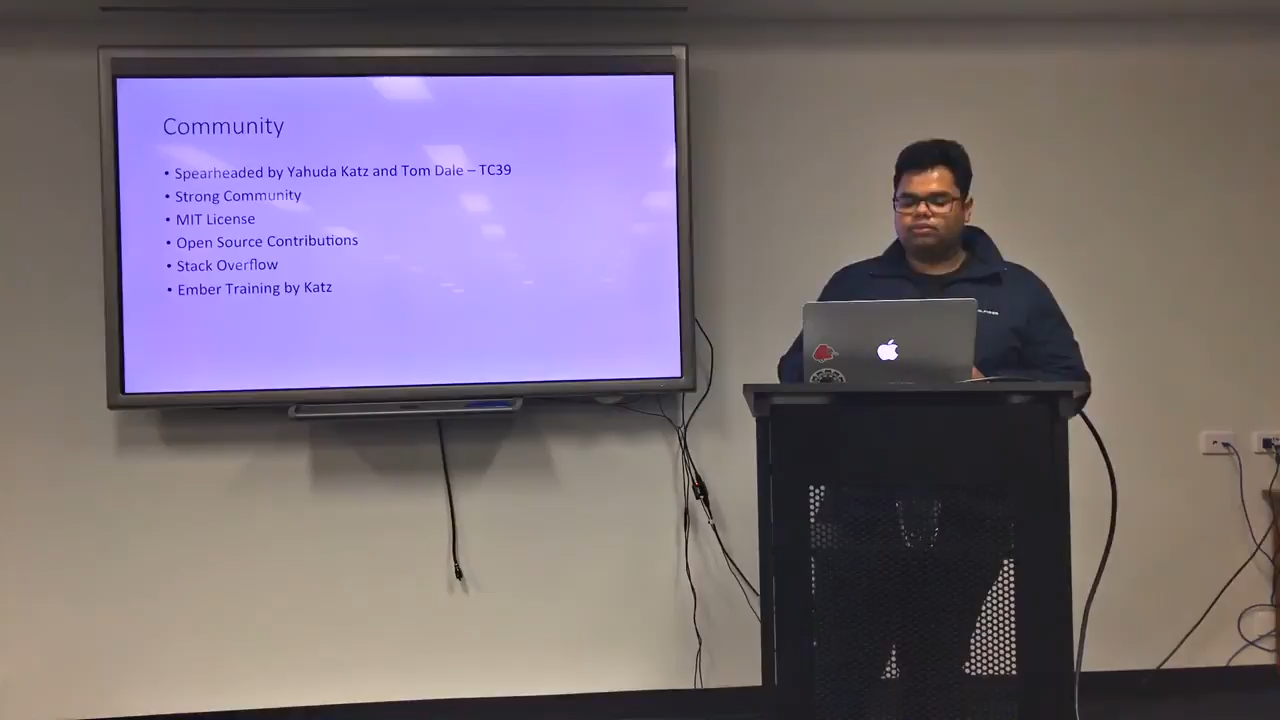 Community
• Spearheaded by Yahuda Katz and Tom Dale – TC39
• Strong Community
• MIT License
• Open Source Contributions
• Stack Overflow
• Ember Training by Katz